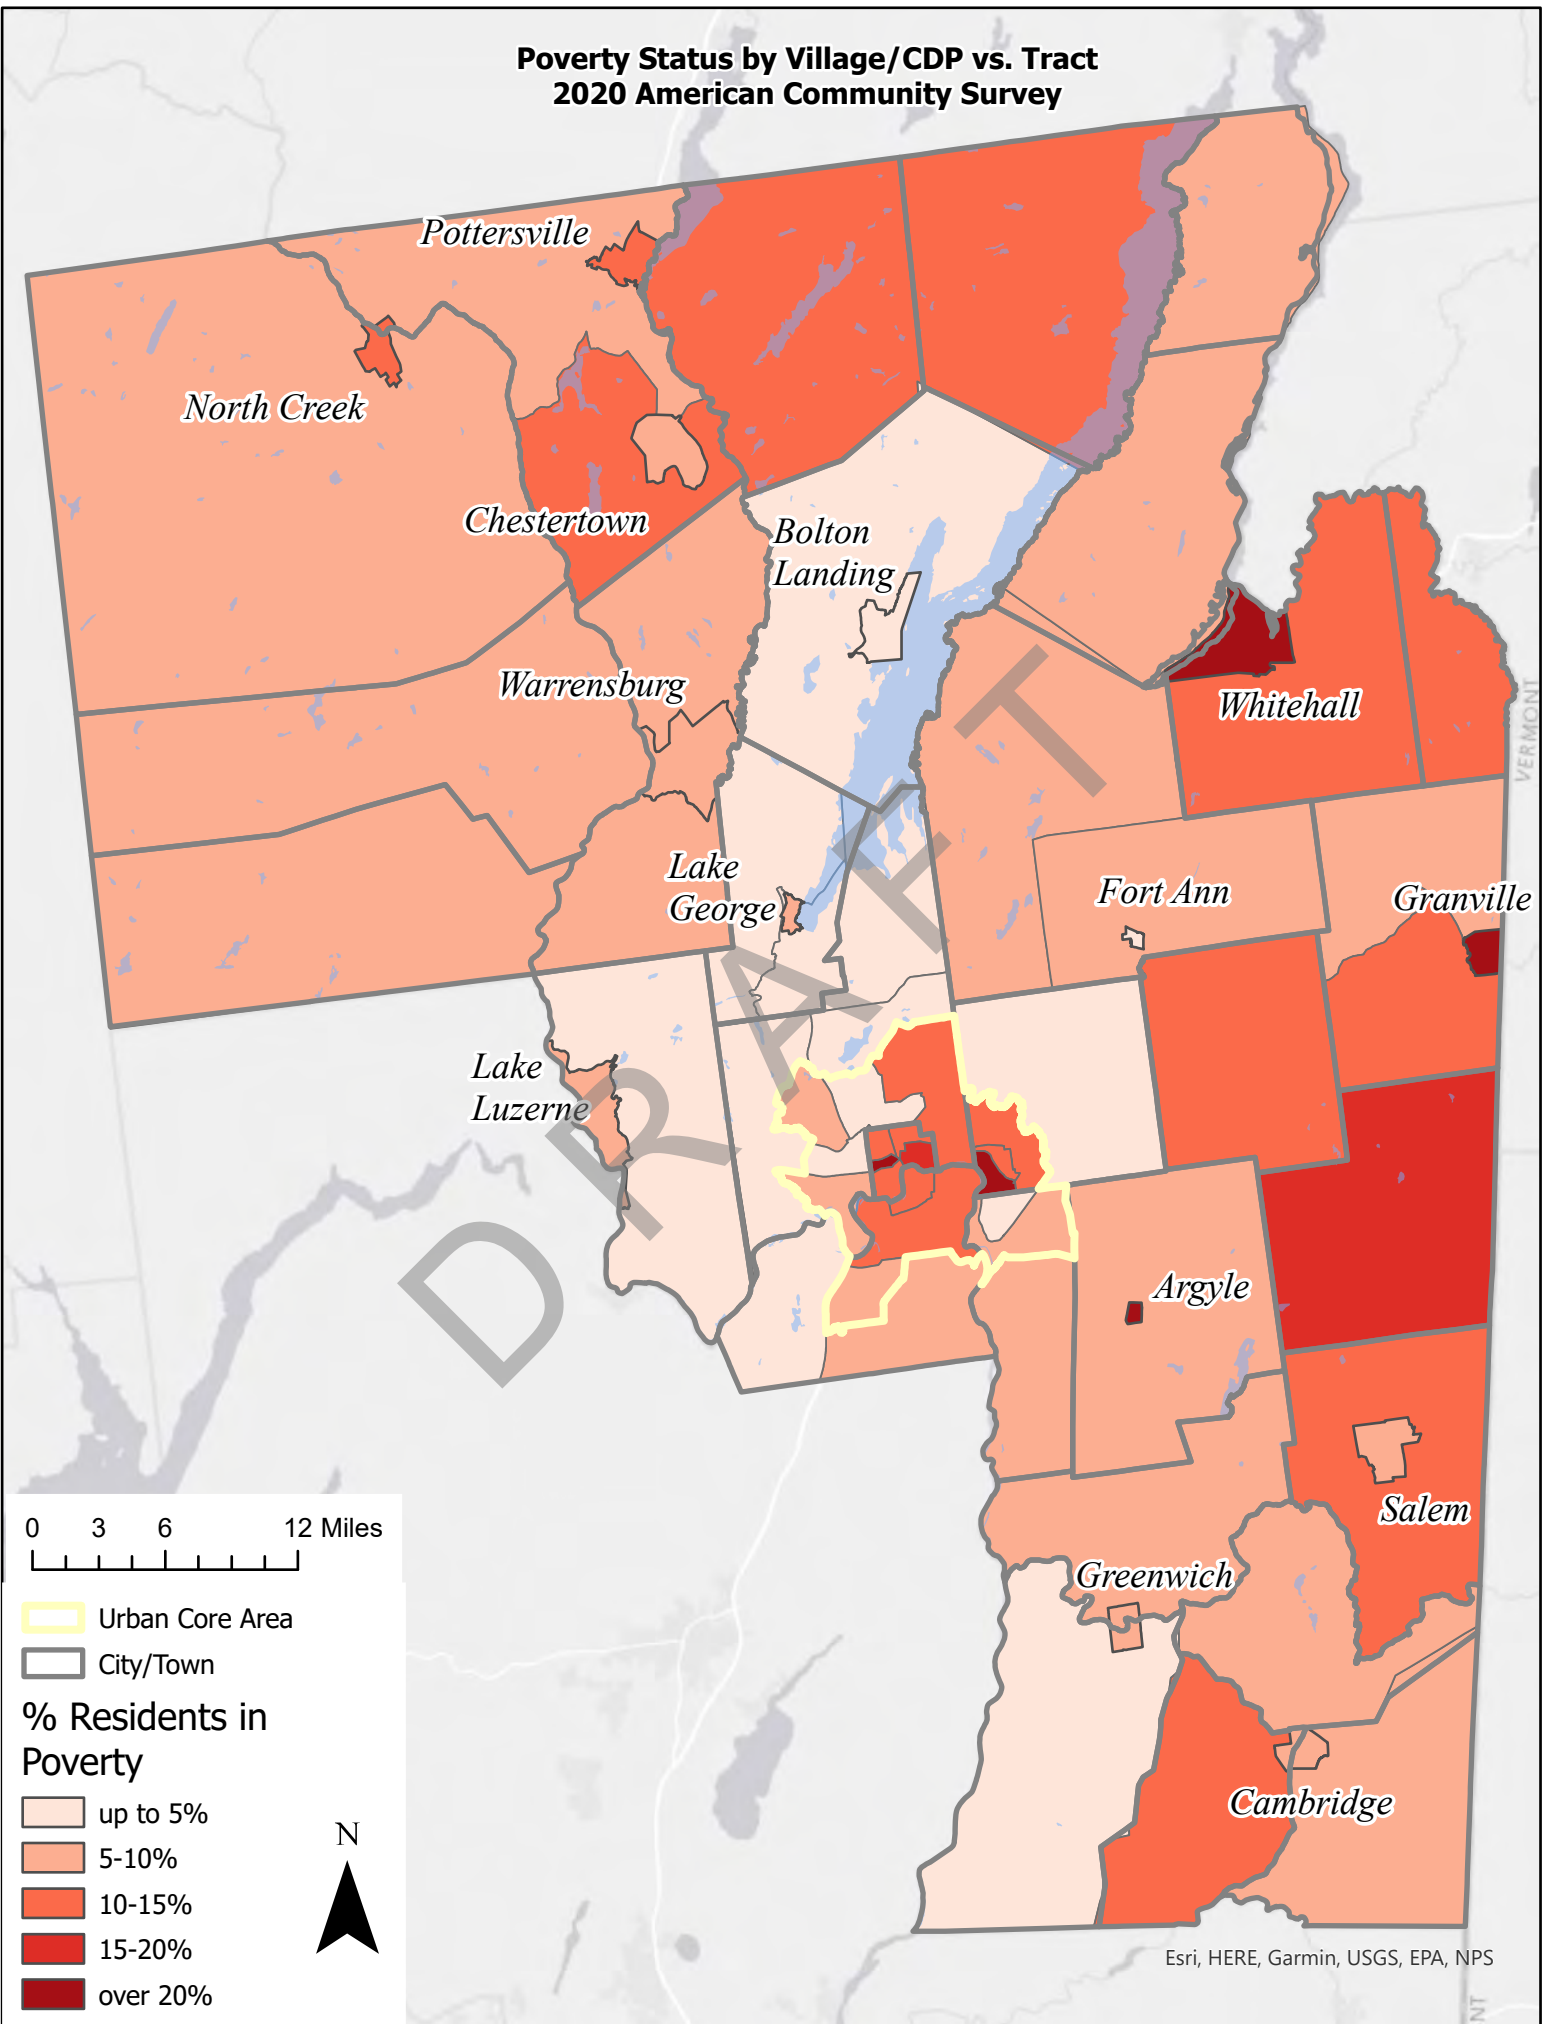 Poverty Status by Village/CDP vs. Tract
2020 American Community Survey
Pottersville
North Creek
Chestertown
Bolton
Landing
Warrensburg
Whitehall
VERMONT
Lake
George
Fort Ann
Granville
Lake
Luzerne
DRAFT
Argyle
Salem
Greenwich
Cambridge
0 3 6 12 Miles
Urban Core Area
City/Town
% Residents in
Poverty
up to 5%
5-10%
10-15%
15-20%
over 20%
N
Esri, HERE, Garmin, USGS, EPA, NPS
NT